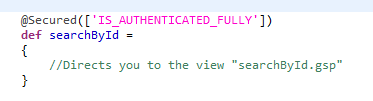 @Secured(['IS_AUTHENTICATED_FULLY'])
def searchById =
{
    //Directs you to the view "searchById.gsp"
}